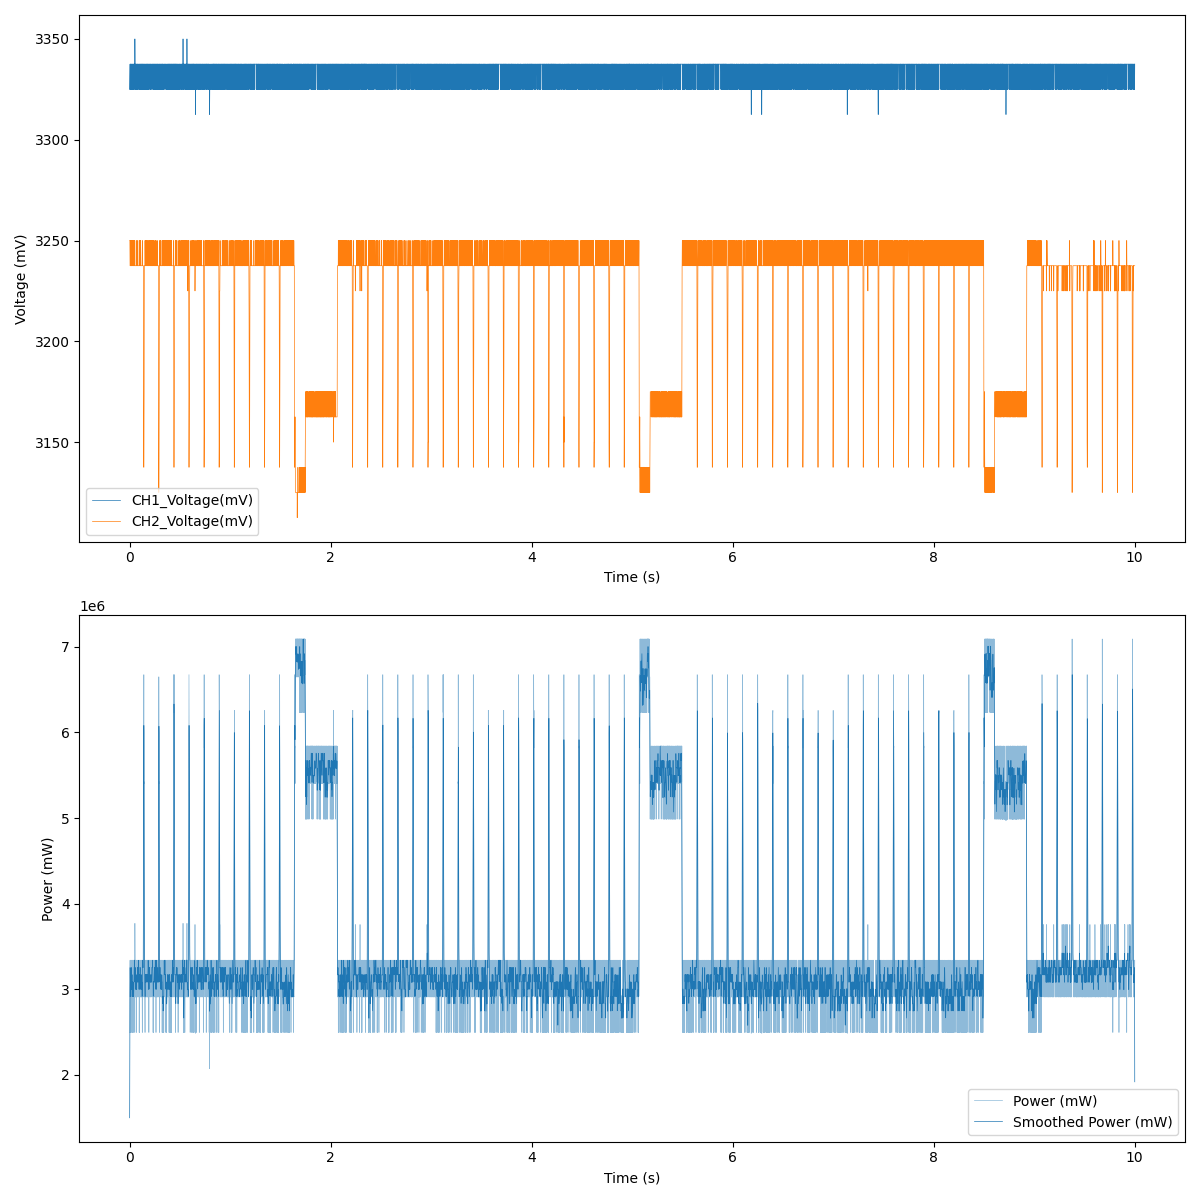 3350
3300
3250
3200
3150
Voltage (mV)
CH1_Voltage(mV)
CH2_Voltage(mV)
0 2 4 6 8 10
Time (s)
1e6
7
6
5
4
3
2
Power (mW)
Power (mW)
Smoothed Power (mW)
0 2 4 6 8 10
Time (s)